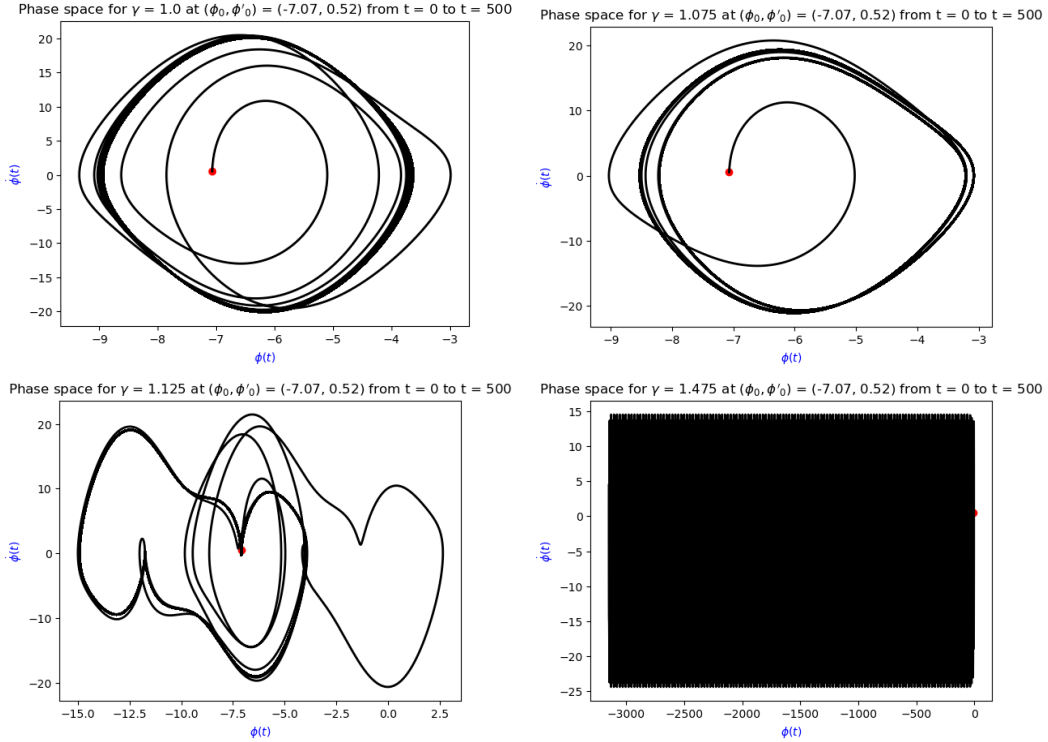 Phase space for γ = 1.0 at (ϕ₀, ϕ'₀) = (-7.07, 0.52) from t = 0 to t = 500
20
15
10
5
0
−5
−10
−15
−20
ϕ̇(t)
−9 −8 −7 −6 −5 −4 −3
ϕ(t)
Phase space for γ = 1.075 at (ϕ₀, ϕ'₀) = (-7.07, 0.52) from t = 0 to t = 500
20
10
0
−10
−20
ϕ̇(t)
−9 −8 −7 −6 −5 −4 −3
ϕ(t)
Phase space for γ = 1.125 at (ϕ₀, ϕ'₀) = (-7.07, 0.52) from t = 0 to t = 500
20
10
0
−10
−20
ϕ̇(t)
−15.0 −12.5 −10.0 −7.5 −5.0 −2.5 0.0 2.5
ϕ(t)
Phase space for γ = 1.475 at (ϕ₀, ϕ'₀) = (-7.07, 0.52) from t = 0 to t = 500
15
10
5
0
−5
−10
−15
−20
−25
ϕ̇(t)
−3000 −2500 −2000 −1500 −1000 −500 0
ϕ(t)